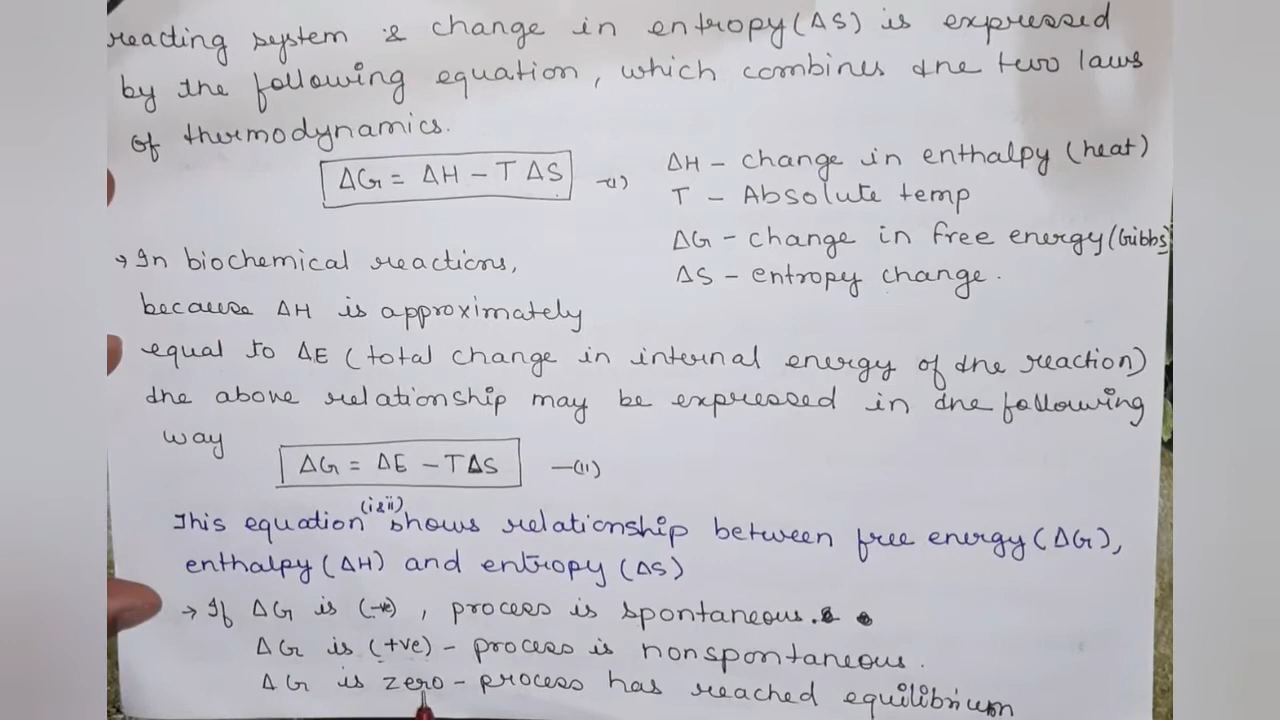 reacting system & change in entropy (ΔS) is expressed
by the following equation, which combines the two laws
of thermodynamics.
ΔG = ΔH - T ΔS -(I)
ΔH - change in enthalpy (heat)
T - Absolute temp
ΔG - change in free energy (Gibbs)
ΔS - entropy change.
→ In biochemical reactions,
because ΔH is approximately
equal to ΔE (total change in internal energy of the reaction)
the above relationship may be expressed in the following
way
ΔG = ΔE - TΔS -(II)
This equation (i & ii) shows relationship between free energy (ΔG),
enthalpy (ΔH) and entropy (ΔS)
→ If ΔG is (-ve), process is spontaneous.
ΔG is (+ve) - process is nonspontaneous.
ΔG is zero - process has reached equilibrium